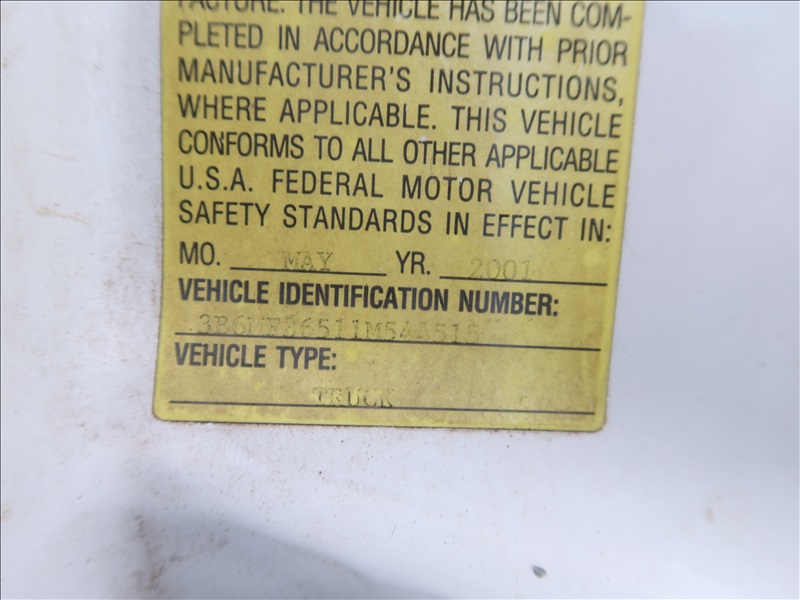 FACTURE. THE VEHICLE HAS BEEN COM-
PLETED IN ACCORDANCE WITH PRIOR
MANUFACTURER'S INSTRUCTIONS,
WHERE APPLICABLE. THIS VEHICLE
CONFORMS TO ALL OTHER APPLICABLE
U.S.A. FEDERAL MOTOR VEHICLE
SAFETY STANDARDS IN EFFECT IN:
MO. MAY YR. 2001
VEHICLE IDENTIFICATION NUMBER:
VEHICLE TYPE:
TRUCK